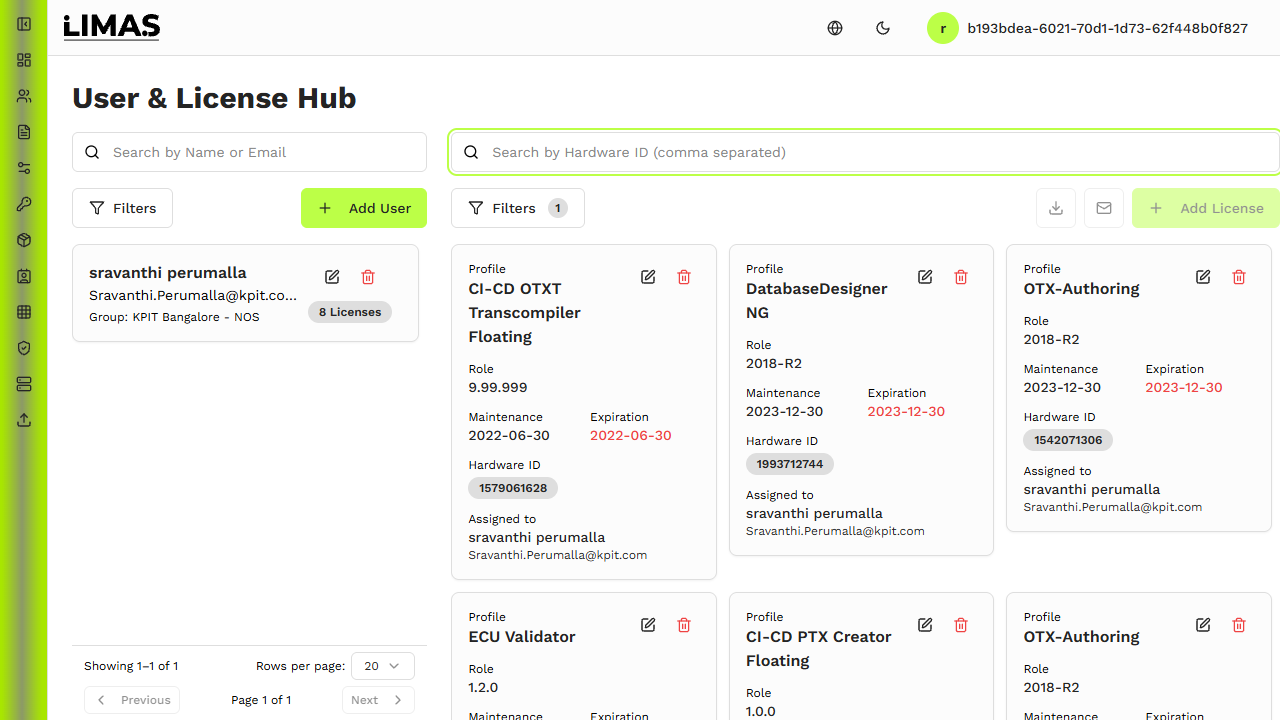 LIMAS
r
b193bdea-6021-70d1-1d73-62f448b0f827
User & License Hub
Search by Name or Email
Search by Hardware ID (comma separated)
Filters
Add User
Filters 1
Add License
sravanthi perumalla
Sravanthi.Perumalla@kpit.co...
Group: KPIT Bangalore - NOS
8 Licenses
Showing 1–1 of 1
Rows per page: 20
Previous
Page 1 of 1
Next
Profile
CI-CD OTXT
Transcompiler
Floating
Role
9.99.999
Maintenance Expiration
2022-06-30 2022-06-30
Hardware ID
1579061628
Assigned to
sravanthi perumalla
Sravanthi.Perumalla@kpit.com
Profile
DatabaseDesigner
NG
Role
2018-R2
Maintenance Expiration
2023-12-30 2023-12-30
Hardware ID
1993712744
Assigned to
sravanthi perumalla
Sravanthi.Perumalla@kpit.com
Profile
OTX-Authoring
Role
2018-R2
Maintenance Expiration
2023-12-30 2023-12-30
Hardware ID
1542071306
Assigned to
sravanthi perumalla
Sravanthi.Perumalla@kpit.com
Profile
ECU Validator
Role
1.2.0
Maintenance Expiration
Profile
CI-CD PTX Creator
Floating
Role
1.0.0
Profile
OTX-Authoring
Role
2018-R2
Maintenance Expiration